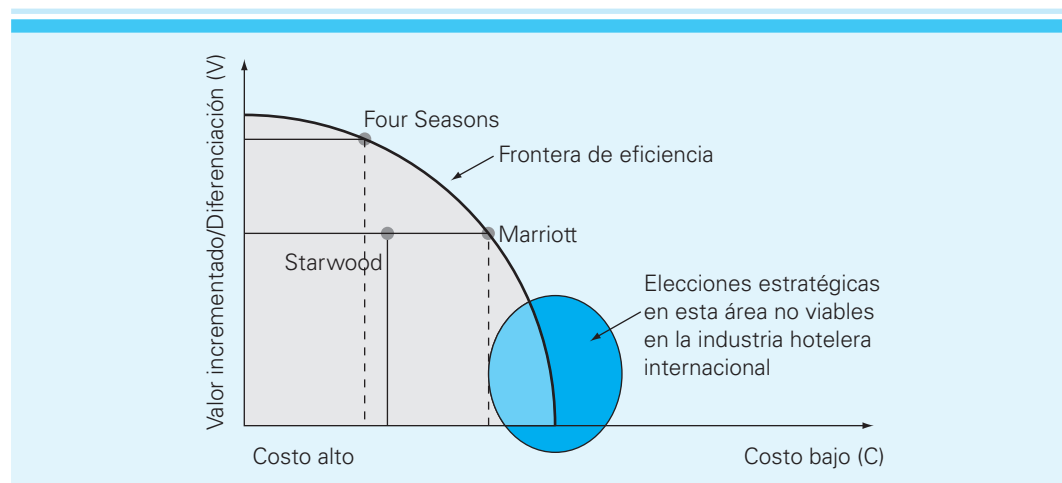 Valor incrementado/Diferenciación (V)
Four Seasons
Frontera de eficiencia
Marriott
Starwood
Elecciones estratégicas
en esta área no viables
en la industria hotelera
internacional
Costo alto
Costo bajo (C)